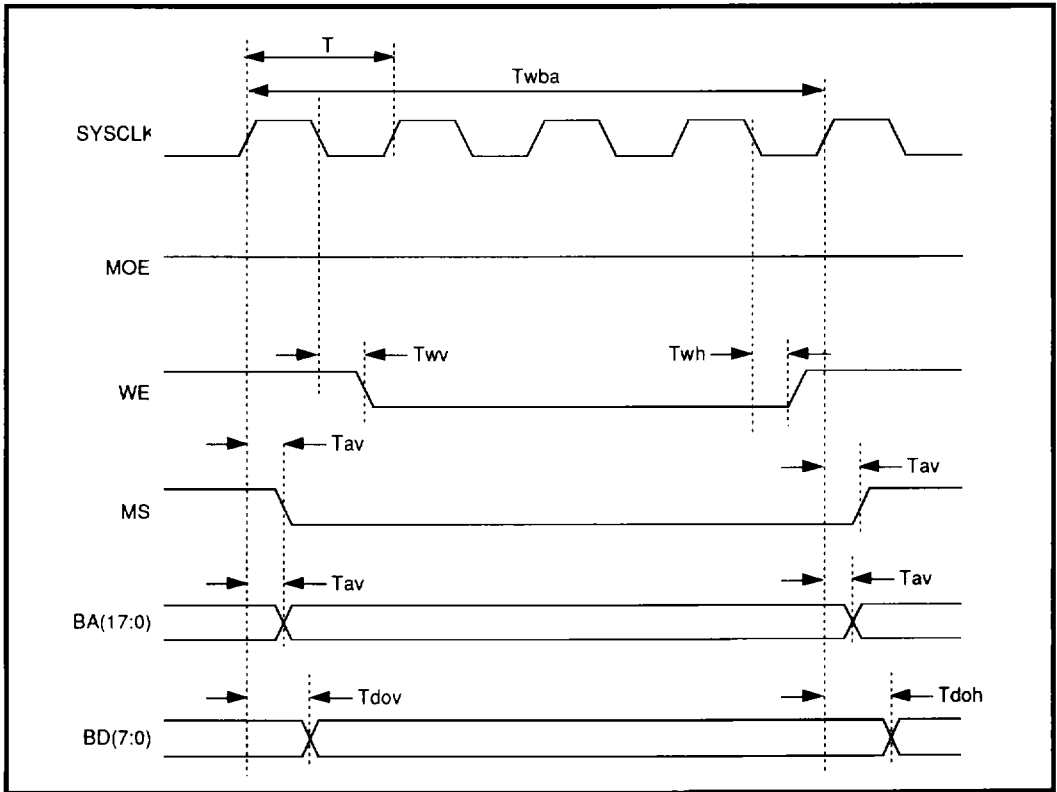 T
Twba
SYSCLK
MOE
Twv
Twh
WE
Tav
Tav
MS
Tav
Tav
BA(17:0)
Tdov
Tdoh
BD(7:0)